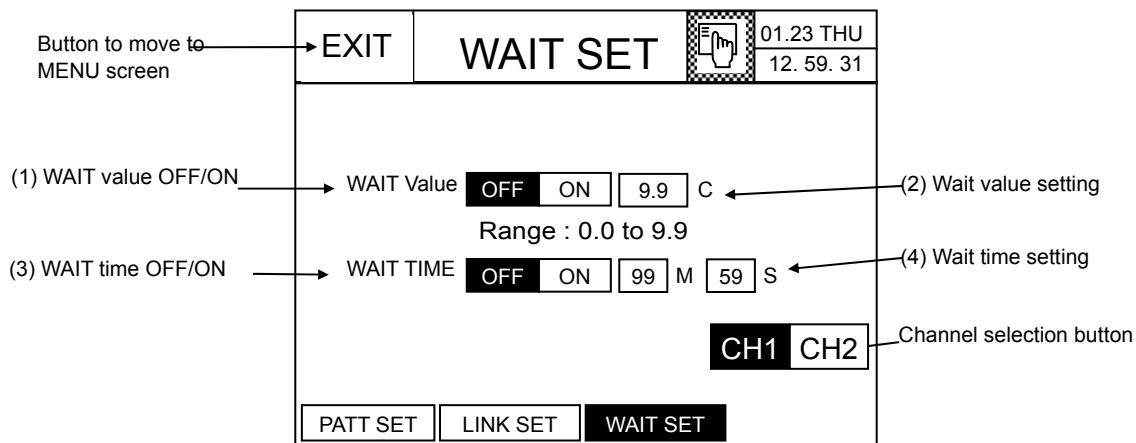 Button to move to
MENU screen
EXIT
WAIT SET
01.23 THU
12. 59. 31
(1) WAIT value OFF/ON
WAIT Value OFF ON 9.9 C
(2) Wait value setting
Range : 0.0 to 9.9
(3) WAIT time OFF/ON
WAIT TIME OFF ON 99 M 59 S
(4) Wait time setting
CH1 CH2
Channel selection button
PATT SET LINK SET WAIT SET